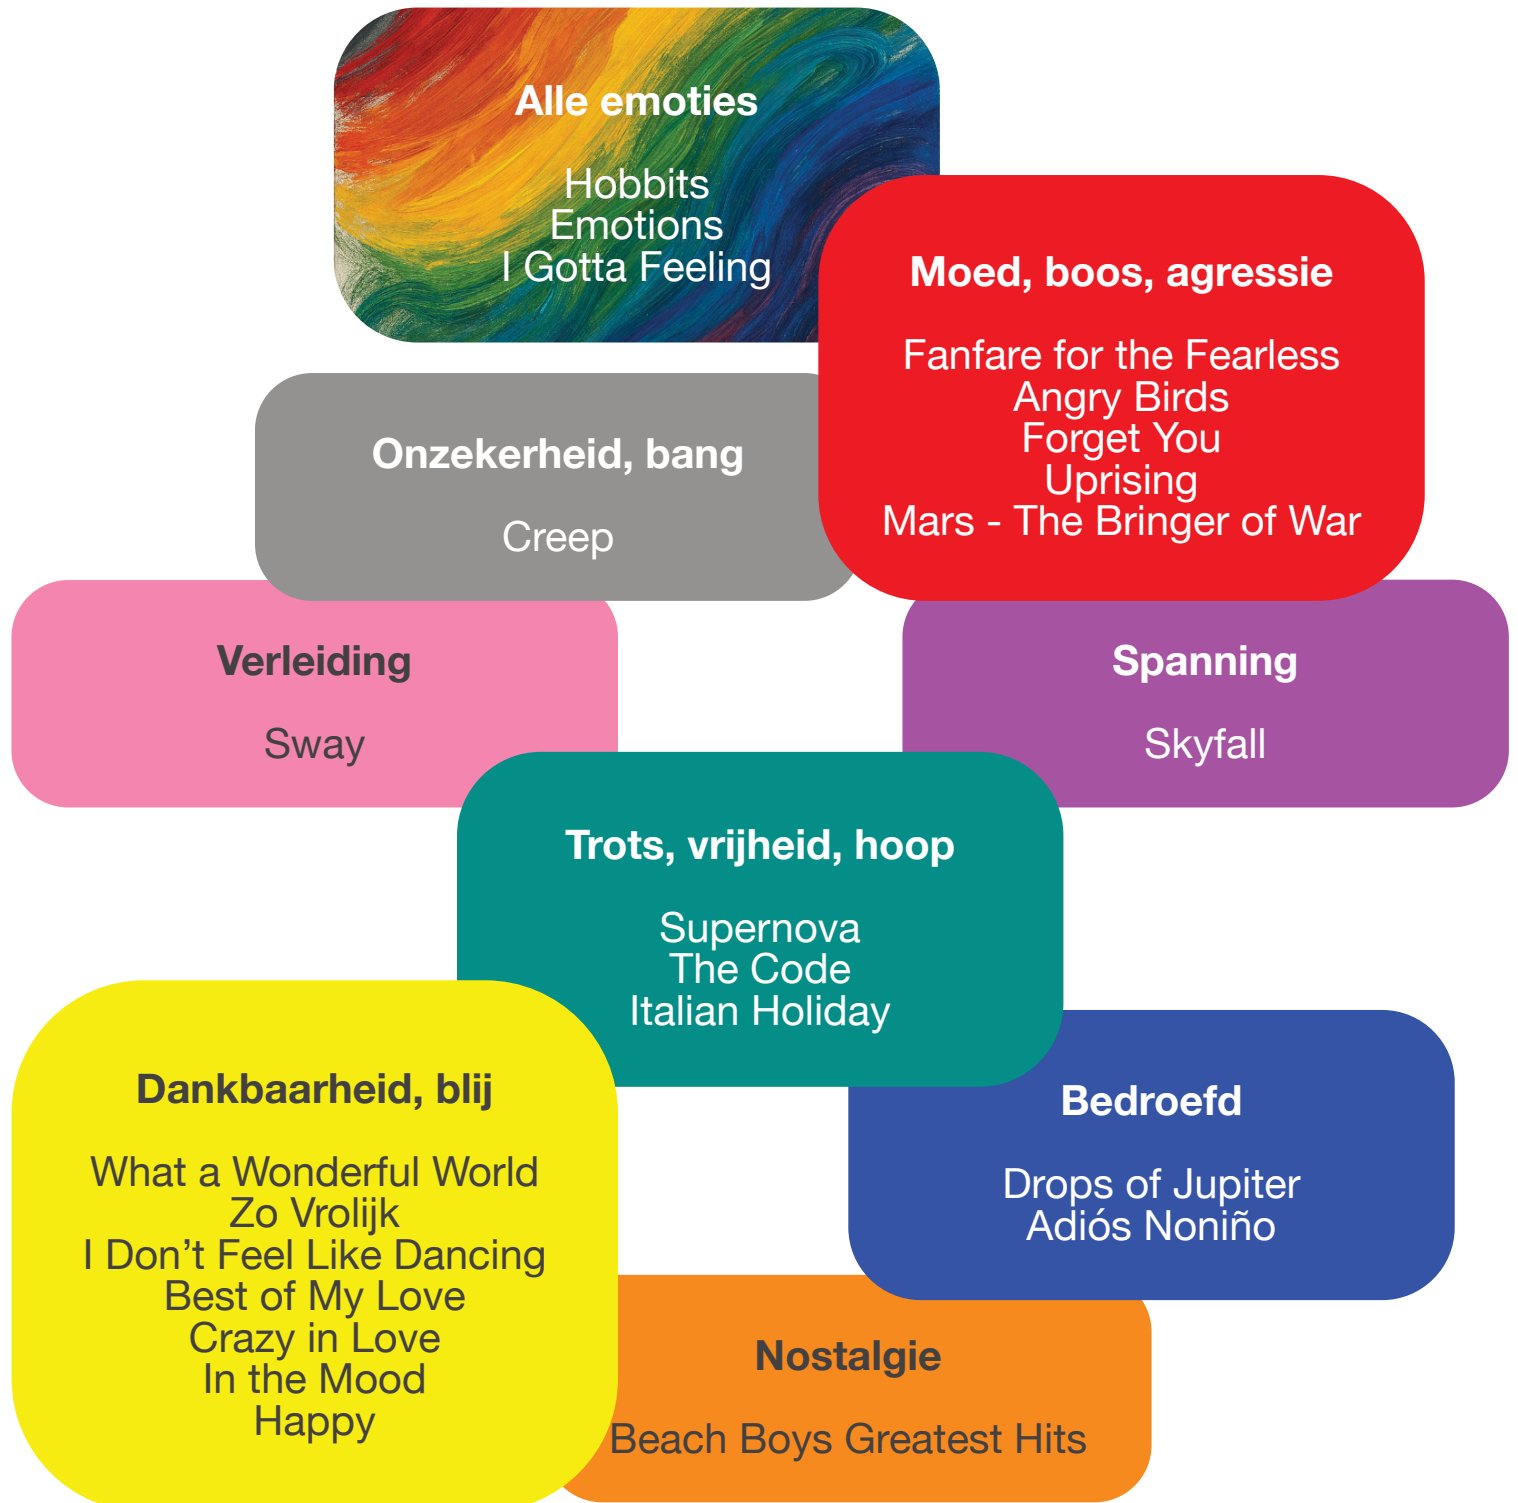 Alle emoties
Hobbits
Emotions
I Gotta Feeling
Moed, boos, agressie
Fanfare for the Fearless
Angry Birds
Forget You
Uprising
Mars - The Bringer of War
Onzekerheid, bang
Creep
Verleiding
Sway
Spanning
Skyfall
Trots, vrijheid, hoop
Supernova
The Code
Italian Holiday
Dankbaarheid, blij
What a Wonderful World
Zo Vrolijk
I Don’t Feel Like Dancing
Best of My Love
Crazy in Love
In the Mood
Happy
Bedroefd
Drops of Jupiter
Adiós Noniño
Nostalgie
Beach Boys Greatest Hits